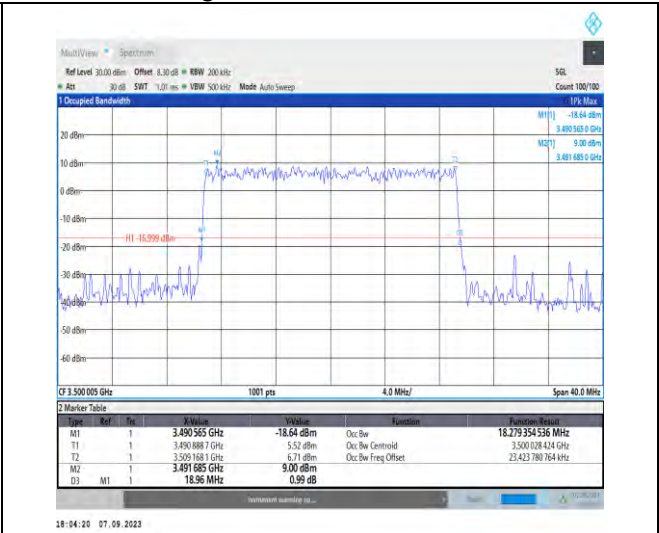 MultiView Spectrum
Ref Level 30.00 dBm Offset 8.30 dB RBW 200 kHz SGL
Att 30 dB SWT 1.01 ms VBW 500 kHz Mode Auto Sweep Count 100/100
1 Occupied Bandwidth 1Pk Max
M1[1] -18.64 dBm
3.490 565 0 GHz
M2[1] 9.00 dBm
3.491 685 0 GHz
20 dBm
10 dBm
0 dBm
-10 dBm
-20 dBm
-30 dBm
-40 dBm
-50 dBm
-60 dBm
M2
T1
T2
M1
D3
H1 -16.999 dBm
CF 3.500 005 GHz 1001 pts 4.0 MHz/ Span 40.0 MHz
2 Marker Table
Type Ref Trc X-Value Y-Value Function Function Result
M1 1 3.490 565 GHz -18.64 dBm Occ Bw 18.279 354 536 MHz
T1 1 3.490 888 7 GHz 5.52 dBm Occ Bw Centroid 3.500 028 424 GHz
T2 1 3.509 168 1 GHz 6.71 dBm Occ Bw Freq Offset 23.423 780 764 kHz
M2 1 3.491 685 GHz 9.00 dBm
D3 M1 1 18.96 MHz 0.99 dB
Instrument warming up...
18:04:20 07.09.2023